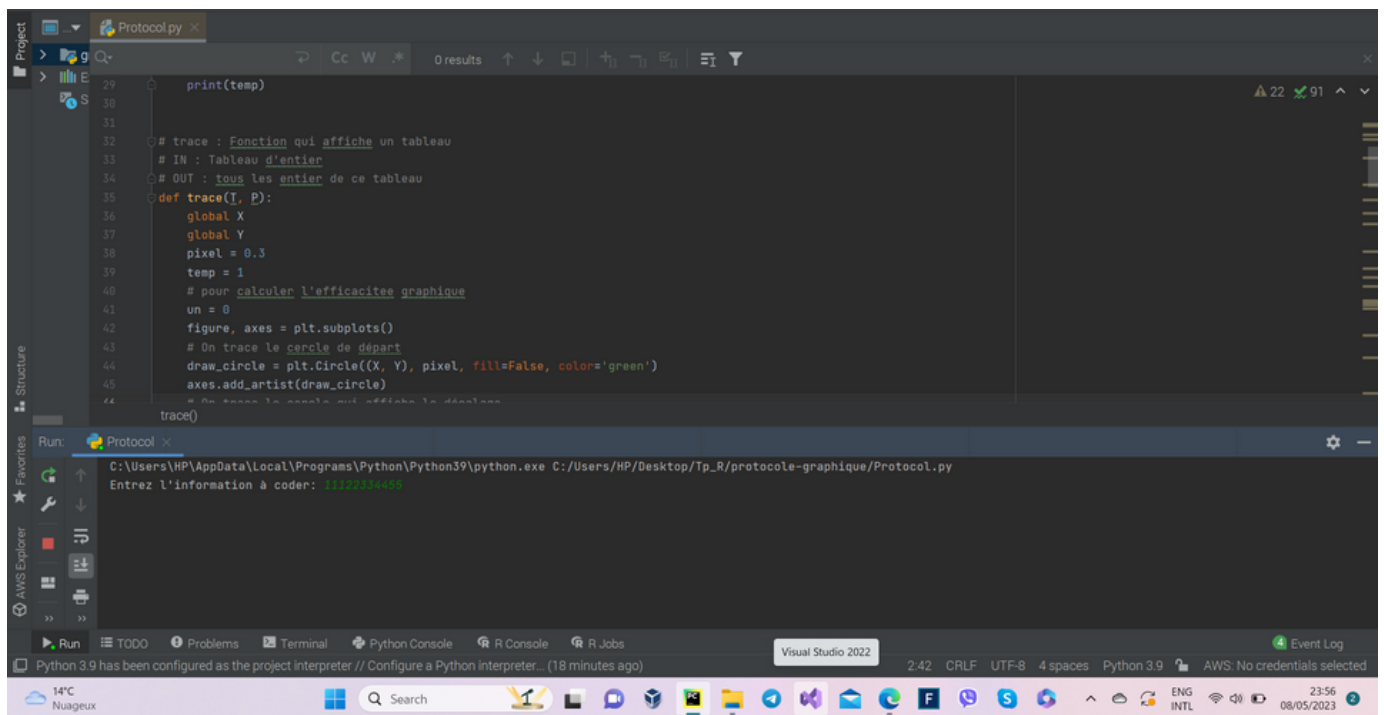 Project
...
Protocol.py
Cc W .*
0 results
29 print(temp)
22 91
30
31
32 # trace : Fonction qui affiche un tableau
33 # IN : Tableau d'entier
34 # OUT : tous les entier de ce tableau
35 def trace(T, P):
36 global X
37 global Y
38 pixel = 0.3
39 temp = 1
40 # pour calculer l'efficacitee graphique
41 un = 0
42 figure, axes = plt.subplots()
43 # On trace le cercle de départ
44 draw_circle = plt.Circle((X, Y), pixel, fill=False, color='green')
45 axes.add_artist(draw_circle)
trace()
Structure
Favorites
AWS Explorer
Run: Protocol
C:\Users\HP\AppData\Local\Programs\Python\Python39\python.exe C:/Users/HP/Desktop/Tp_R/protocole-graphique/Protocol.py
Entrez l'information à coder: 11122334455
Run TODO Problems Terminal Python Console R Console R Jobs
Visual Studio 2022
4 Event Log
Python 3.9 has been configured as the project interpreter // Configure a Python interpreter... (18 minutes ago)
2:42 CRLF UTF-8 4 spaces Python 3.9 AWS: No credentials selected
14°C
Nuageux
Search
ENG
INTL
23:56
08/05/2023
2